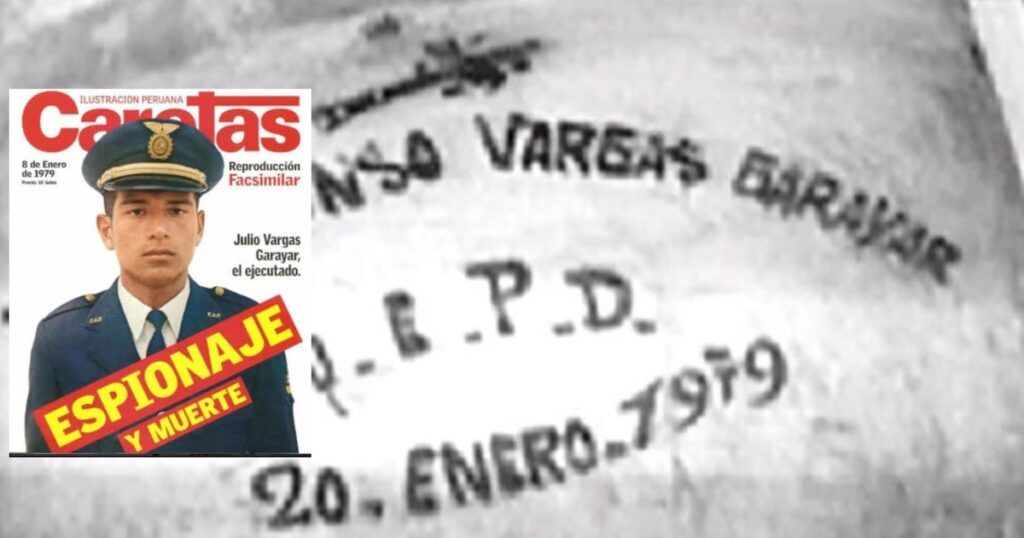 ILUSTRACION PERUANA
Caretas
8 de Enero
de 1979
Reproducción
Facsimilar
Julio Vargas
Garayar,
el ejecutado.
ESPIONAJE
Y MUERTE
NSO VARGAS GARAYAR
.E.P.D.
20.ENERO.1979